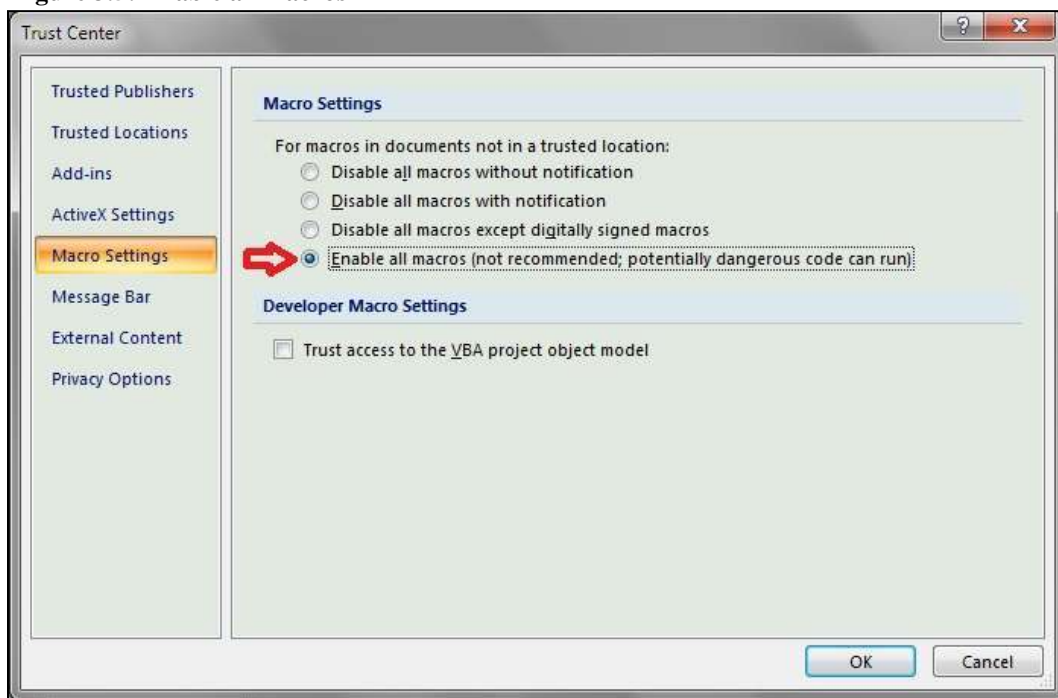 Trust Center
?
Trusted Publishers
Trusted Locations
Add-ins
ActiveX Settings
Macro Settings
Message Bar
External Content
Privacy Options
Macro Settings
For macros in documents not in a trusted location:
Disable all macros without notification
Disable all macros with notification
Disable all macros except digitally signed macros
Enable all macros (not recommended; potentially dangerous code can run)
Developer Macro Settings
Trust access to the VBA project object model
OK
Cancel